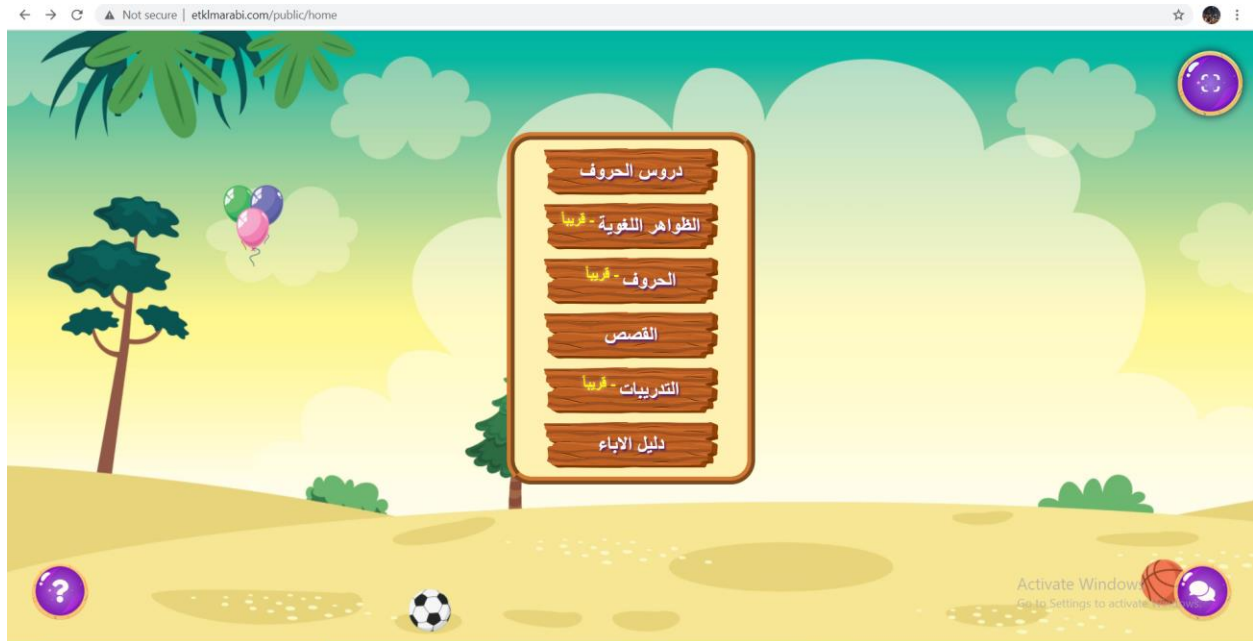 Not secure | etklmarabi.com/public/home
دروس الحروف
الظواهر اللغوية - قريباً
الحروف - قريباً
القصص
التدريبات - قريباً
دليل الاباء
?
Activate Windows
Go to Settings to activate Windows.